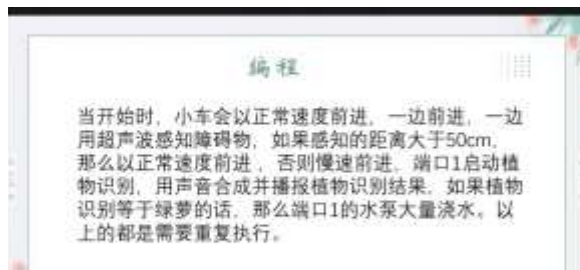 编程
当开始时，小车会以正常速度前进，一边前进，一边
用超声波感知障碍物，如果感知的距离大于50cm，
那么以正常速度前进，否则慢速前进，端口1启动植
物识别，用声音合成并播报植物识别结果，如果植物
识别等于绿萝的话，那么端口1的水泵大量浇水。以
上的都是需要重复执行。